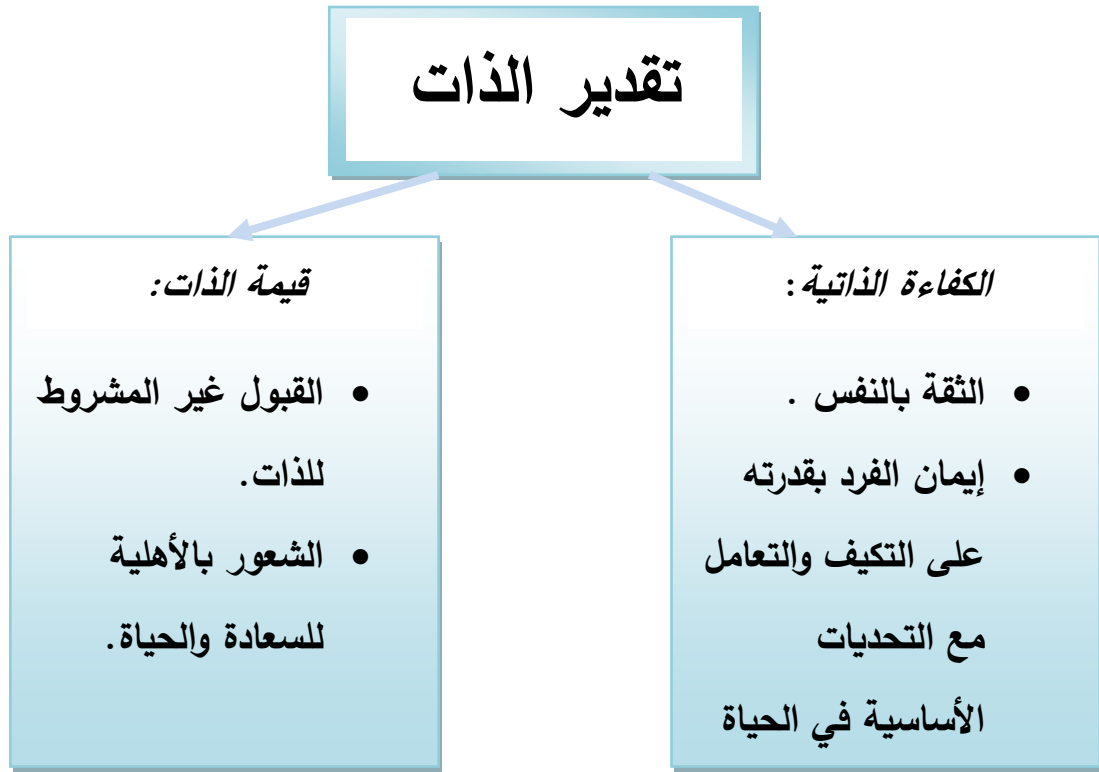 تقدير الذات
الكفاءة الذاتية :
• الثقة بالنفس .
• إيمان الفرد بقدرته
على التكيف والتعامل
مع التحديات
الأساسية في الحياة
قيمة الذات:
• القبول غير المشروط
للذات.
• الشعور بالأهلية
للسعادة والحياة.